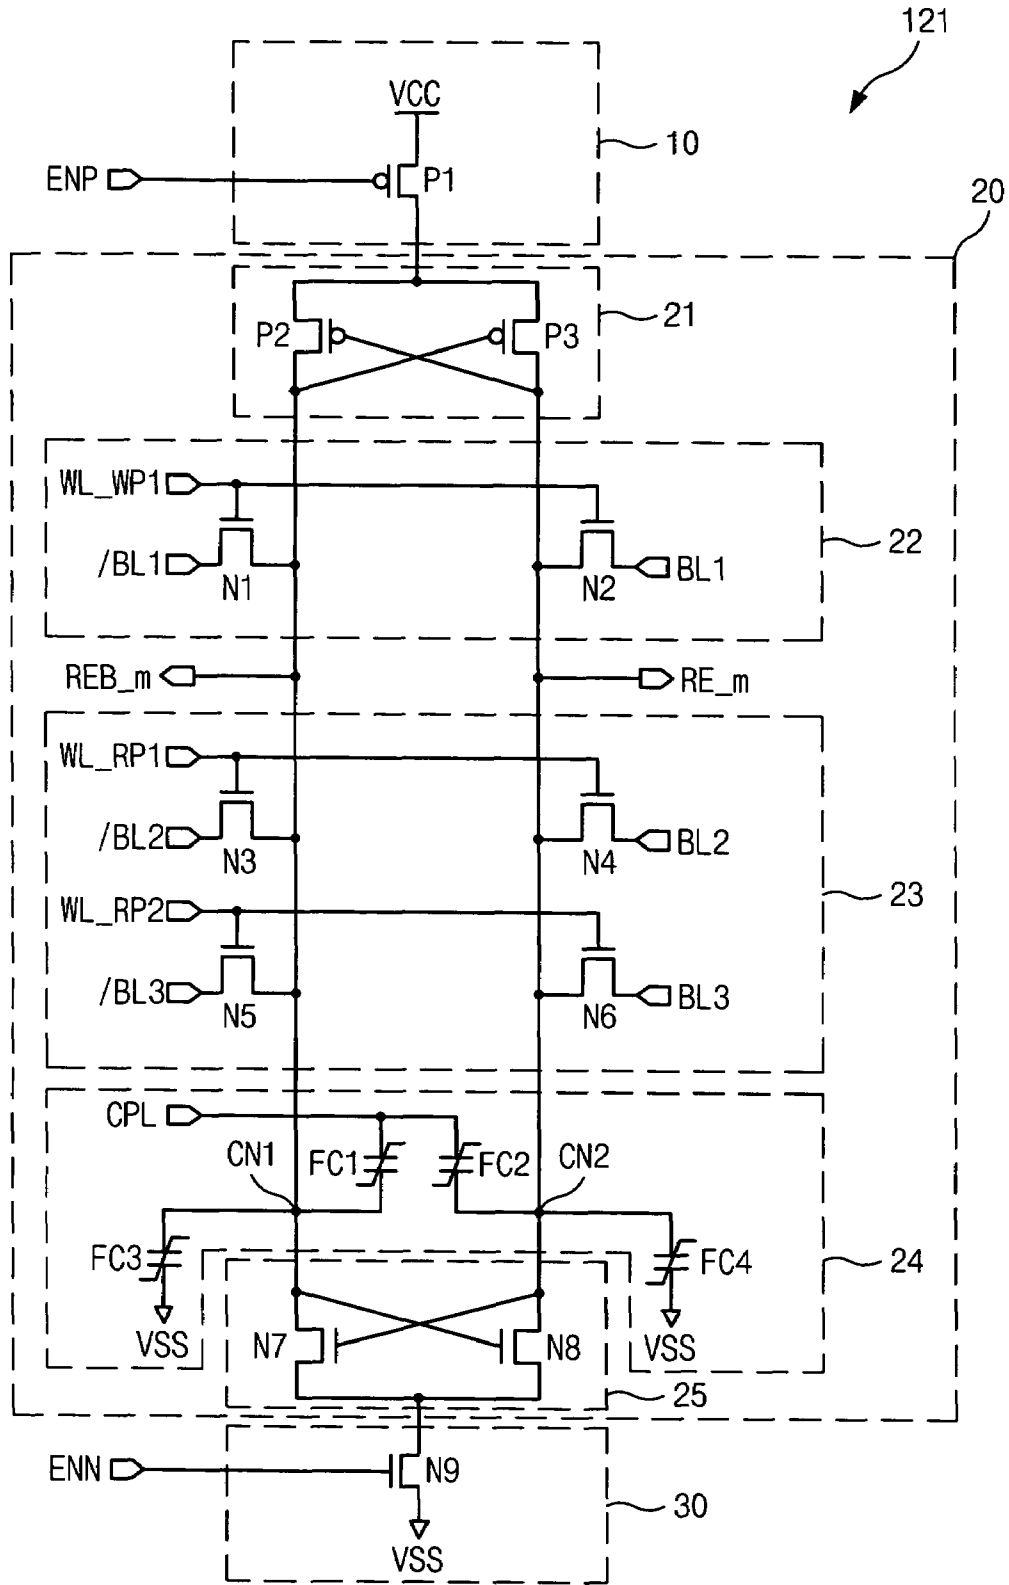 121
VCC
10
ENP
P1
20
21
P2
P3
WL_WP1
22
/BL1
BL1
N1
N2
REB_m
RE_m
WL_RP1
/BL2
BL2
N3
N4
23
WL_RP2
/BL3
BL3
N5
N6
CPL
CN1
FC1
FC2
CN2
FC3
FC4
24
VSS
VSS
N7
N8
25
ENN
N9
30
VSS